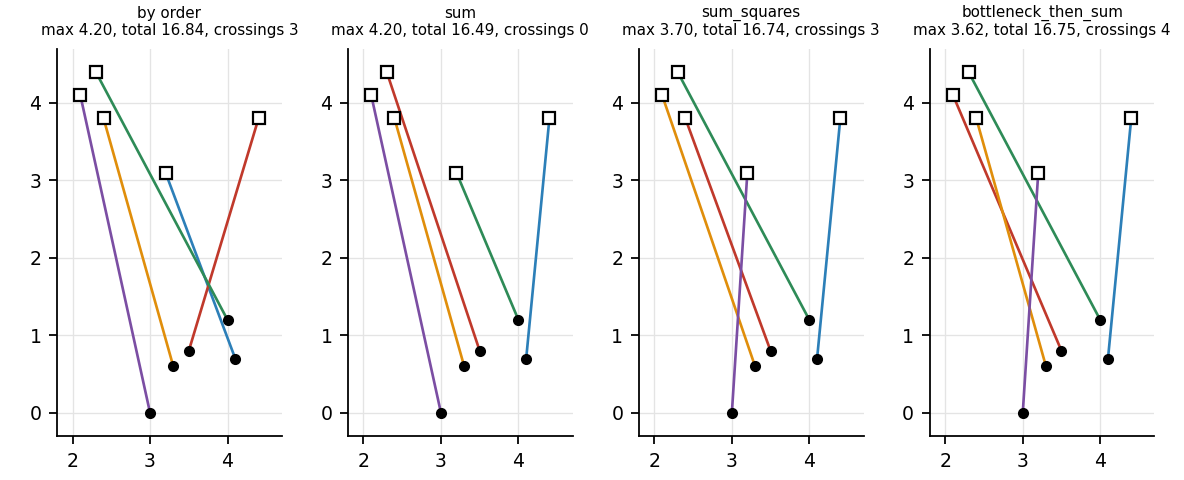 by order
max 4.20, total 16.84, crossings 3
4
3
2
1
0
2 3 4
sum
max 4.20, total 16.49, crossings 0
4
3
2
1
0
2 3 4
sum_squares
max 3.70, total 16.74, crossings 3
4
3
2
1
0
2 3 4
bottleneck_then_sum
max 3.62, total 16.75, crossings 4
4
3
2
1
0
2 3 4